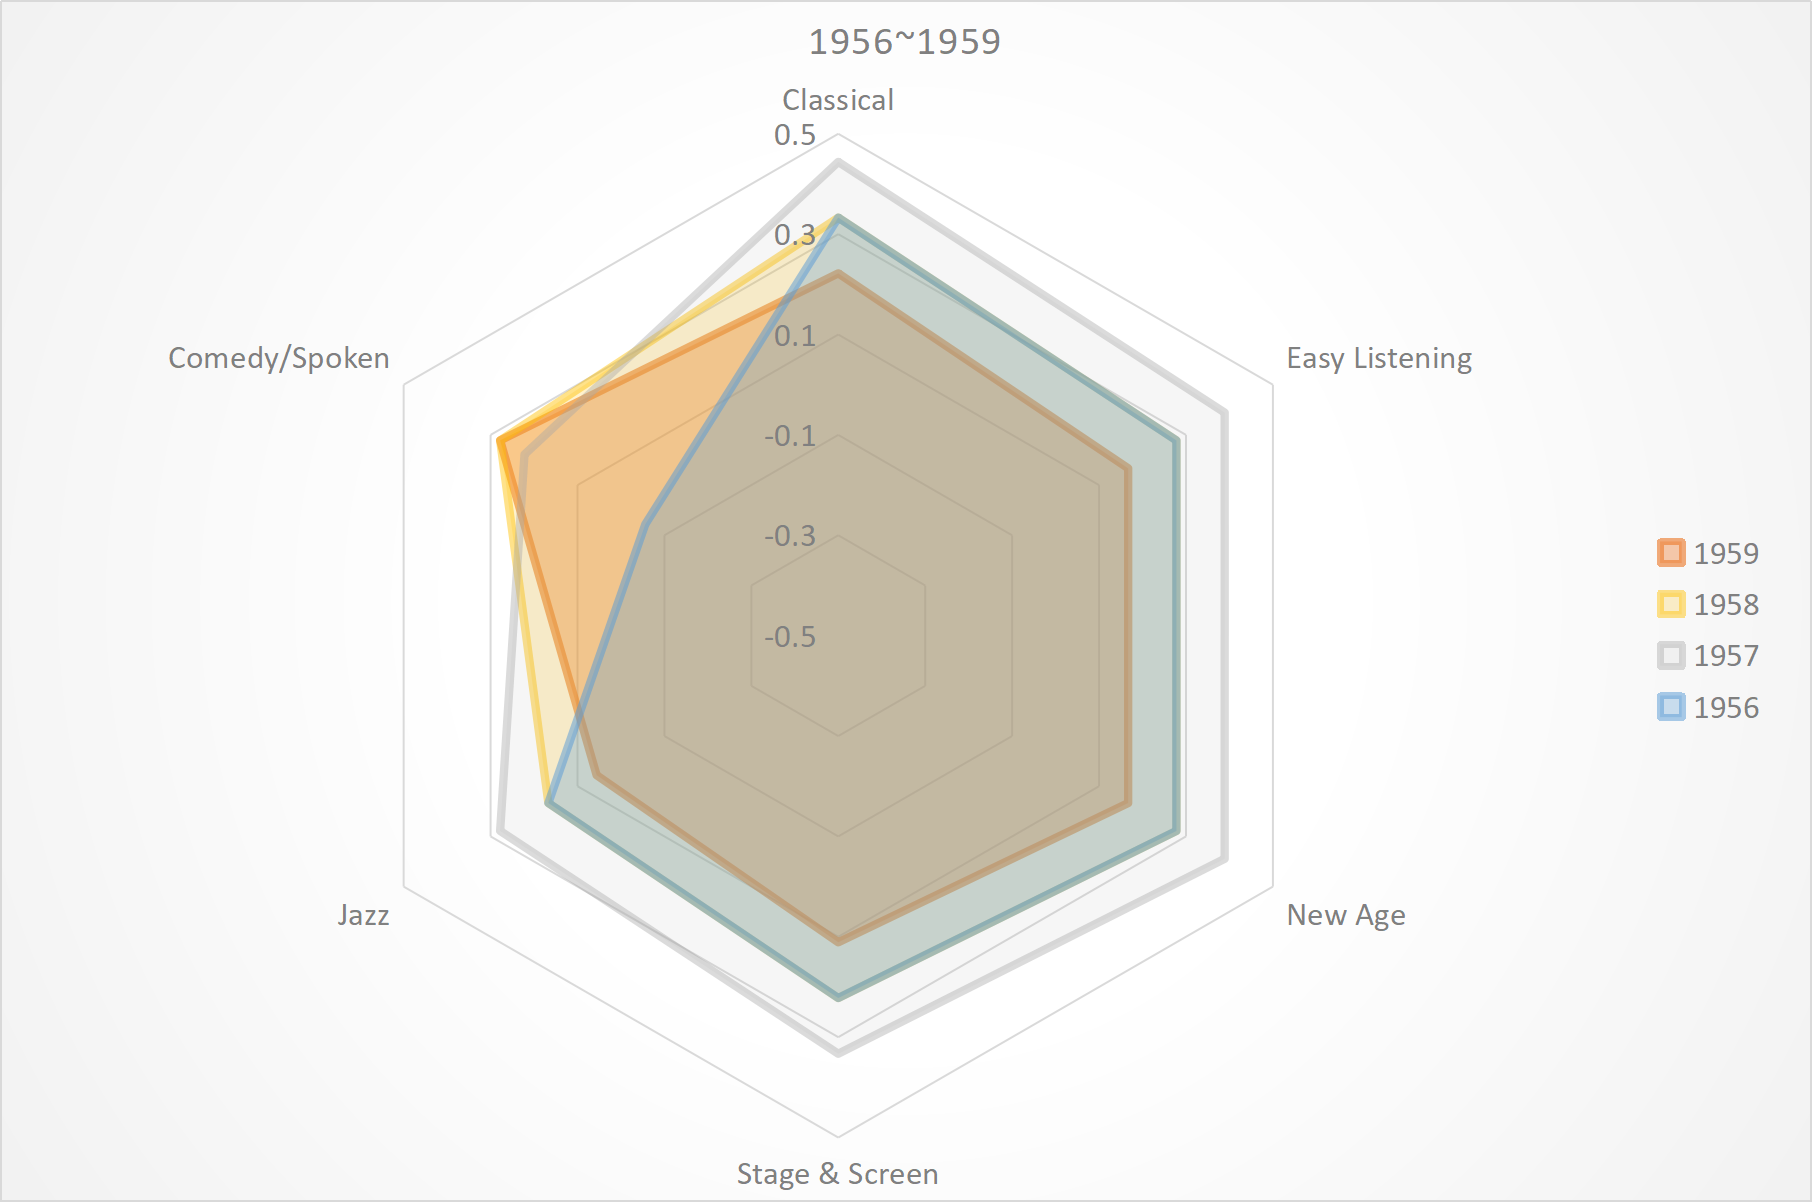 1956~1959
Classical
0.5
0.3
0.1
-0.1
-0.3
-0.5
Comedy/Spoken
Easy Listening
Jazz
New Age
Stage & Screen
1959
1958
1957
1956